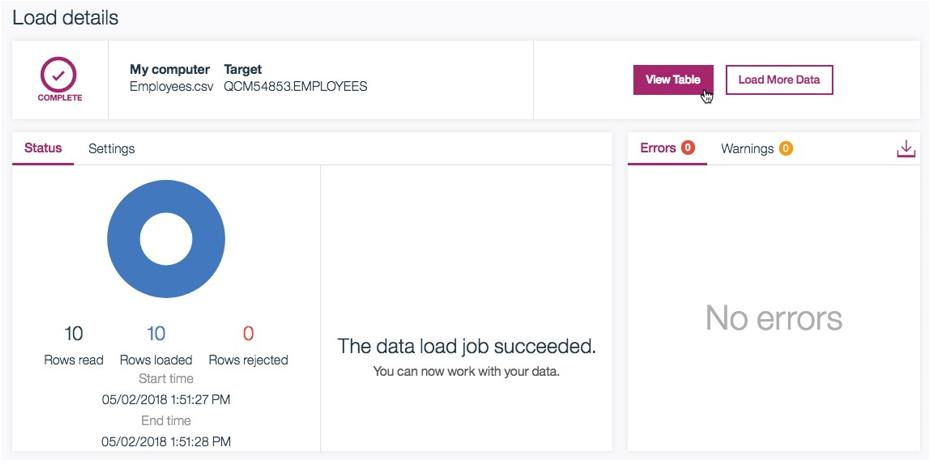 Load details
COMPLETE
My computer Target
Employees.csv QCM54853.EMPLOYEES
View Table
Load More Data
Status Settings
10 10 0
Rows read Rows loaded Rows rejected
Start time
05/02/2018 1:51:27 PM
End time
05/02/2018 1:51:28 PM
The data load job succeeded.
You can now work with your data.
Errors 0 Warnings 0
No errors